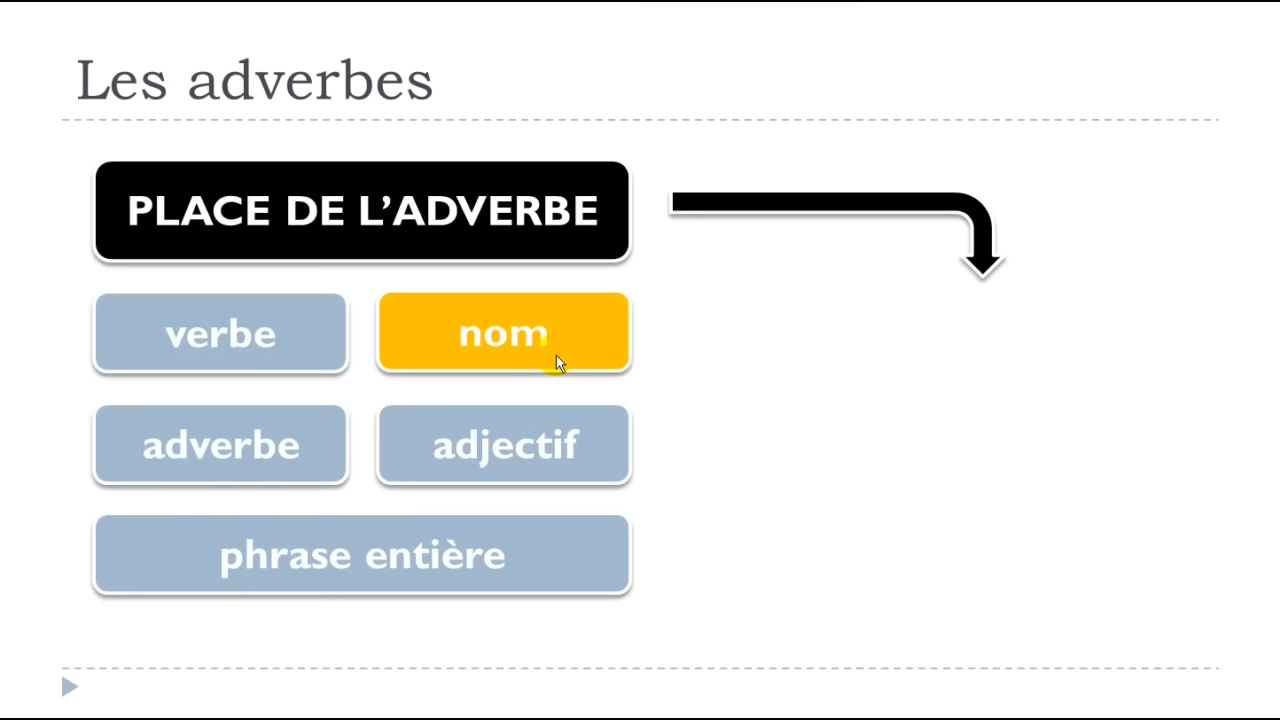 Les adverbes
PLACE DE L’ADVERBE
verbe
nom
adverbe
adjectif
phrase entière